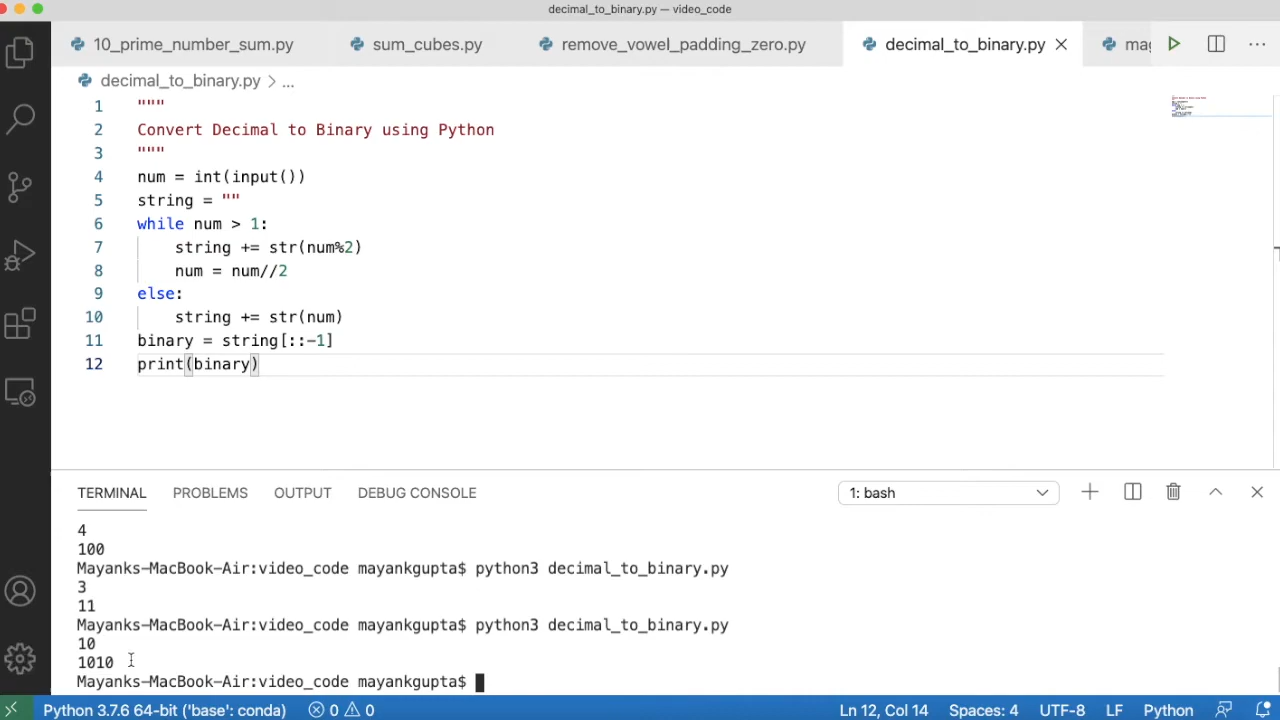 decimal_to_binary.py — video_code
10_prime_number_sum.py sum_cubes.py remove_vowel_padding_zero.py decimal_to_binary.py
decimal_to_binary.py > ...
1 """
2 Convert Decimal to Binary using Python
3 """
4 num = int(input())
5 string = ""
6 while num > 1:
7     string += str(num%2)
8     num = num//2
9 else:
10     string += str(num)
11 binary = string[::-1]
12 print(binary)
TERMINAL PROBLEMS OUTPUT DEBUG CONSOLE 1: bash
4
100
Mayanks-MacBook-Air:video_code mayankgupta$ python3 decimal_to_binary.py
3
11
Mayanks-MacBook-Air:video_code mayankgupta$ python3 decimal_to_binary.py
10
1010
Mayanks-MacBook-Air:video_code mayankgupta$
Python 3.7.6 64-bit ('base': conda) 0 0 Ln 12, Col 14 Spaces: 4 UTF-8 LF Python